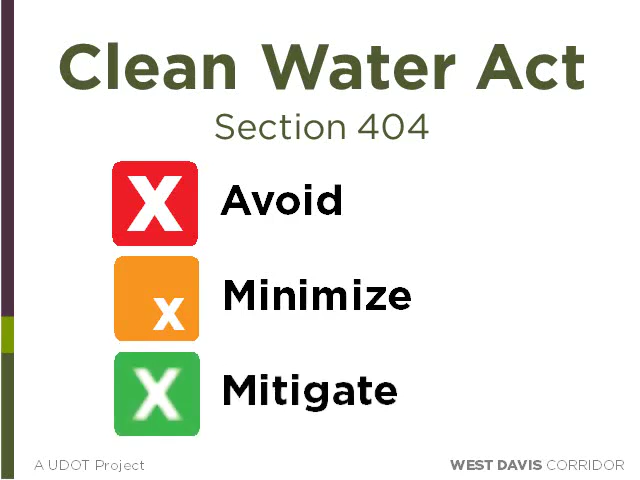 Clean Water Act
Section 404
X Avoid
x Minimize
X Mitigate
A UDOT Project
WEST DAVIS CORRIDOR